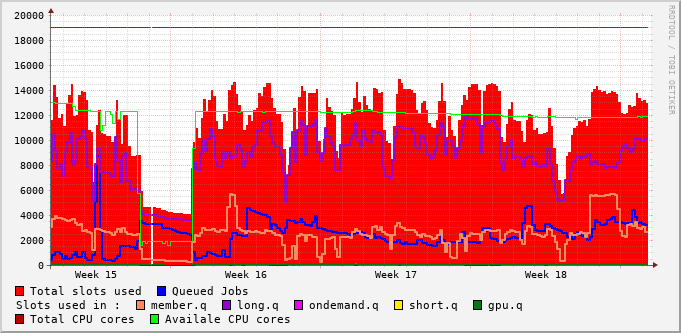 20000
18000
16000
14000
12000
10000
8000
6000
4000
2000
0
Week 15 Week 16 Week 17 Week 18
RRDTOOL / TOBI OETIKER
Total slots used Queued Jobs
Slots used in : member.q long.q ondemand.q short.q gpu.q
Total CPU cores Availale CPU cores